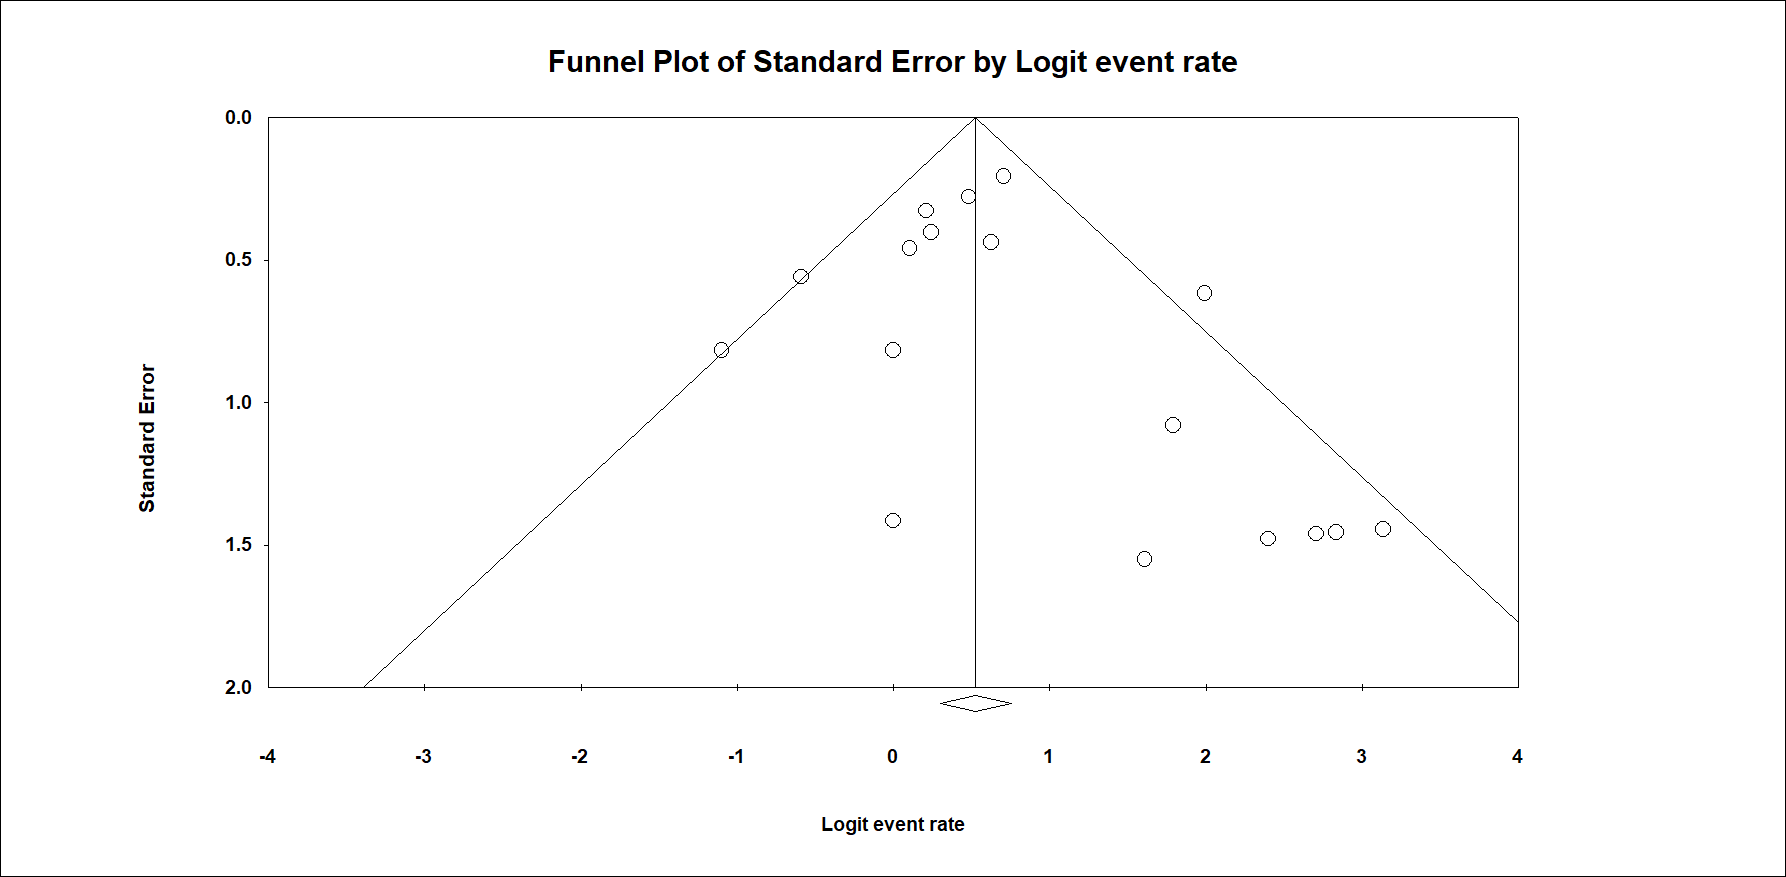 Funnel Plot of Standard Error by Logit event rate
0.0
0.5
Standard Error
1.0
1.5
2.0
-4 -3 -2 -1 0 1 2 3 4
Logit event rate